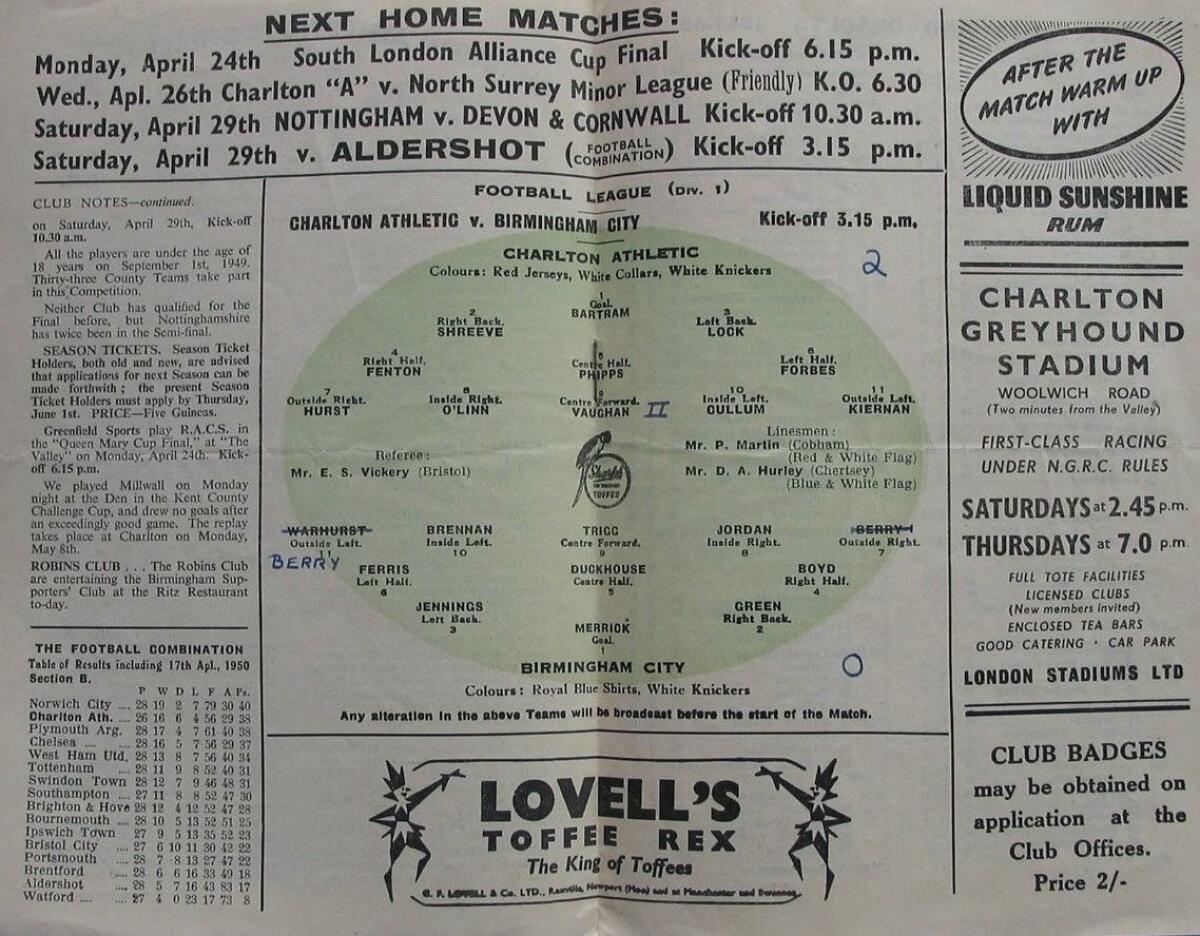 NEXT HOME MATCHES:
Monday, April 24th South London Alliance Cup Final Kick-off 6.15 p.m.
Wed., Apl. 26th Charlton "A" v. North Surrey Minor League (Friendly) K.O. 6.30
Saturday, April 29th NOTTINGHAM v. DEVON & CORNWALL Kick-off 10.30 a.m.
Saturday, April 29th v. ALDERSHOT (FOOTBALL COMBINATION) Kick-off 3.15 p.m.
CLUB NOTES—continued.
on Saturday, April 29th, Kick-off
10.30 a.m.
All the players are under the age of
18 years on September 1st, 1949.
Thirty-three County Teams take part
in this Competition.
Neither Club has qualified for the
Final before, but Nottinghamshire
has twice been in the Semi-final.
SEASON TICKETS. Season Ticket
Holders, both old and new, are advised
that applications for next Season can be
made forthwith; the present Season
Ticket Holders must apply by Thursday,
June 1st. PRICE—Five Guineas.
Greenfield Sports play R.A.C.S. in
the "Queen Mary Cup Final," at "The
Valley" on Monday, April 24th. Kick-
off 6.15 p.m.
We played Millwall on Monday
night at the Den in the Kent County
Challenge Cup, and drew no goals after
an exceedingly good game. The replay
takes place at Charlton on Monday,
May 8th.
ROBINS CLUB . . . The Robins Club
are entertaining the Birmingham Sup-
porters' Club at the Ritz Restaurant
to-day.
THE FOOTBALL COMBINATION
Table of Results including 17th Apl., 1950
Section B.
P W D L F A Ps.
Norwich City .... 28 19 2 7 79 30 40
Charlton Ath. .... 26 16 6 4 56 29 38
Plymouth Arg. 28 17 4 7 61 40 38
Chelsea .... .... 28 16 5 7 56 29 37
West Ham Utd. 28 13 8 7 56 40 34
Tottenham .... 28 11 9 8 52 40 31
Swindon Town 28 12 7 9 46 48 31
Southampton .... 27 11 8 8 52 47 30
Brighton & Hove 28 12 4 12 52 47 28
Bournemouth .... 28 10 5 13 52 51 25
Ipswich Town 27 9 5 13 35 52 23
Bristol City .... 27 6 10 11 30 42 22
Portsmouth .... 28 7 8 13 27 47 22
Brentford .... 28 6 6 16 33 49 18
Aldershot .... 28 5 7 16 43 83 17
Watford .... .... 27 4 0 23 17 73 8
FOOTBALL LEAGUE (DIV. 1)
CHARLTON ATHLETIC v. BIRMINGHAM CITY Kick-off 3.15 p.m.
CHARLTON ATHLETIC 2
Colours: Red Jerseys, White Collars, White Knickers
1
Goal.
BARTRAM
2 3
Right Back. Left Back.
SHREEVE LOCK
4 5 6
Right Half. Centre Half. Left Half.
FENTON PHIPPS FORBES
7 8 9 10 11
Outside Right. Inside Right. Centre Forward. Inside Left. Outside Left.
HURST O'LINN VAUGHAN II CULLUM KIERNAN
Referee:
Mr. E. S. Vickery (Bristol)
Linesmen:
Mr. P. Martin (Cobham)
(Red & White Flag)
Mr. D. A. Hurley (Chertsey)
(Blue & White Flag)
Sharps
TOFFEE
WARHURST BRENNAN TRIGG JORDAN BERRY
Outside Left. Inside Left. Centre Forward. Inside Right. Outside Right.
11 10 9 8 7
BERRY
FERRIS DUCKHOUSE BOYD
Left Half. Centre Half. Right Half.
6 5 4
JENNINGS GREEN
Left Back. Right Back.
3 2
MERRICK
Goal.
1
BIRMINGHAM CITY O
Colours: Royal Blue Shirts, White Knickers
Any alteration in the above Teams will be broadcast before the start of the Match.
LOVELL'S
TOFFEE REX
The King of Toffees
G. F. LOVELL & Co. LTD., Rexville, Newport (Mon) and at Manchester and Swansea.
AFTER THE
MATCH WARM UP
WITH
LIQUID SUNSHINE
RUM
CHARLTON
GREYHOUND
STADIUM
WOOLWICH ROAD
(Two minutes from the Valley)
FIRST-CLASS RACING
UNDER N.G.R.C. RULES
SATURDAYS at 2.45 p.m.
THURSDAYS at 7.0 p.m.
FULL TOTE FACILITIES
LICENSED CLUBS
(New members invited)
ENCLOSED TEA BARS
GOOD CATERING · CAR PARK
LONDON STADIUMS LTD
CLUB BADGES
may be obtained on
application at the
Club Offices.
Price 2/-